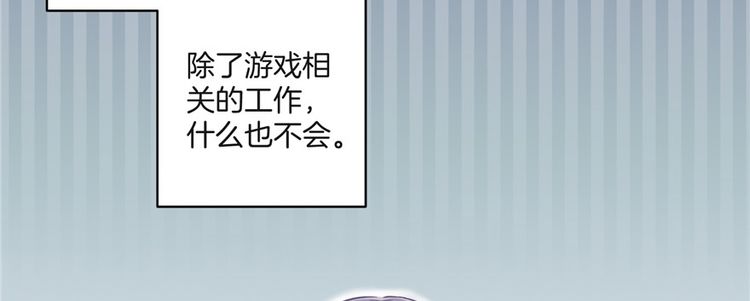 除了游戏相
关的工作，
什么也不会。